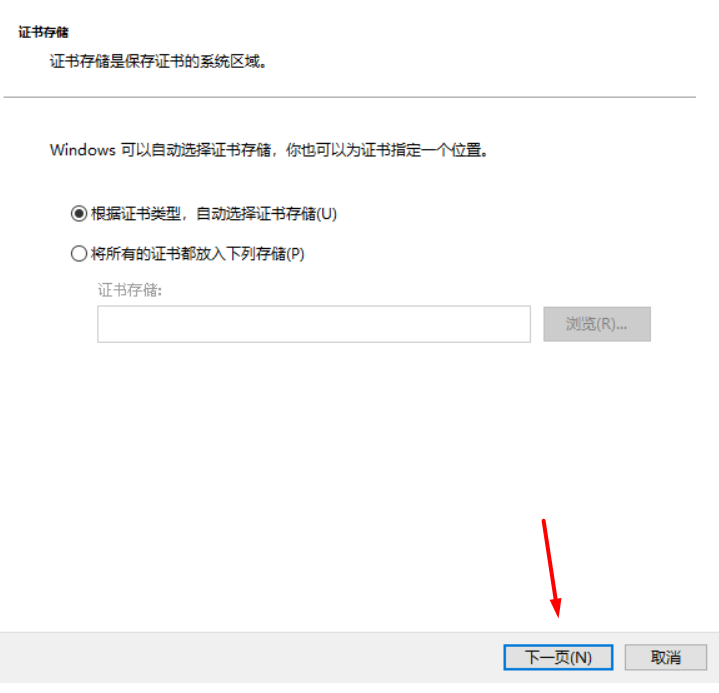 证书存储
证书存储是保存证书的系统区域。
Windows 可以自动选择证书存储，你也可以为证书指定一个位置。
根据证书类型，自动选择证书存储(U)
将所有的证书都放入下列存储(P)
证书存储:
浏览(R)...
下一页(N)
取消